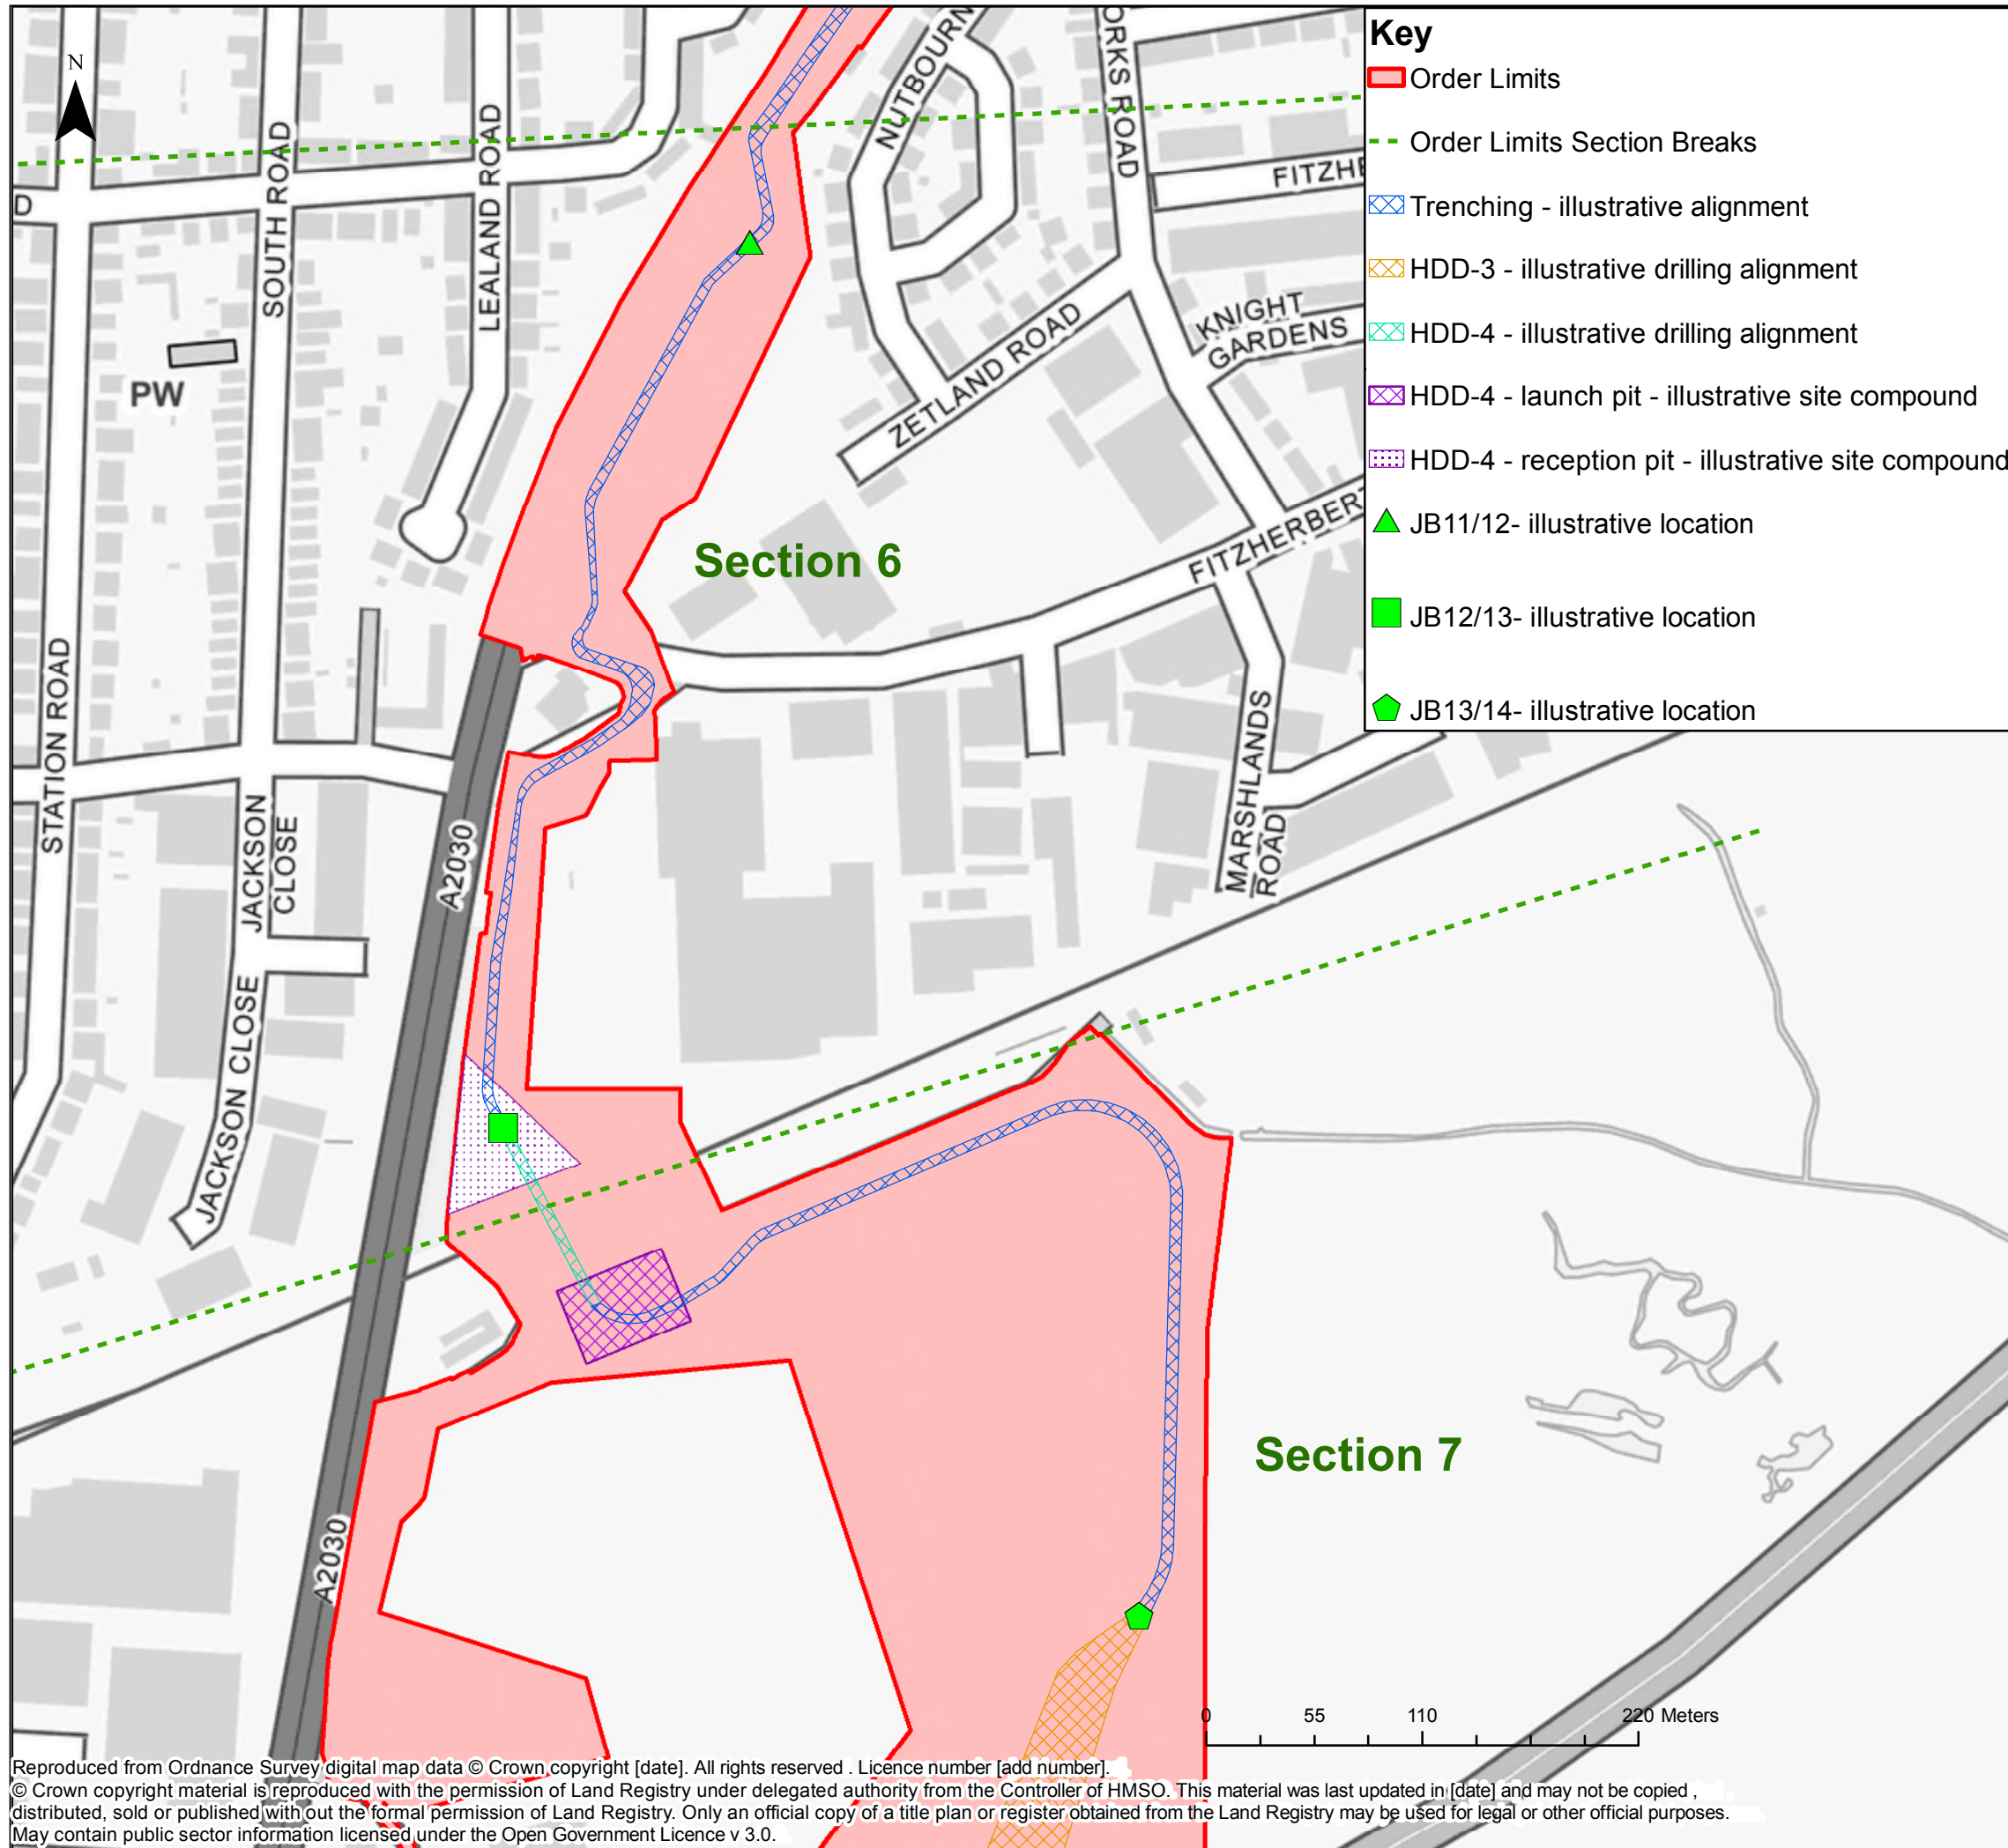 Key
Order Limits
Order Limits Section Breaks
Trenching - illustrative alignment
HDD-3 - illustrative drilling alignment
HDD-4 - illustrative drilling alignment
HDD-4 - launch pit - illustrative site compound
HDD-4 - reception pit - illustrative site compound
JB11/12- illustrative location
JB12/13- illustrative location
JB13/14- illustrative location
N
D
PW
SOUTH ROAD
LEALAND ROAD
NUTBOURN
ORKS ROAD
FITZHE
KNIGHT
GARDENS
ZETLAND ROAD
FITZHERBERT
Section 6
STATION ROAD
JACKSON
CLOSE
A2030
MARSHLANDS
ROAD
JACKSON CLOSE
Section 7
A2030
0 55 110 220 Meters
Reproduced from Ordnance Survey digital map data © Crown copyright [date]. All rights reserved . Licence number [add number].
© Crown copyright material is reproduced with the permission of Land Registry under delegated authority from the Controller of HMSO. This material was last updated in [date] and may not be copied ,
distributed, sold or published with out the formal permission of Land Registry. Only an official copy of a title plan or register obtained from the Land Registry may be used for legal or other official purposes.
May contain public sector information licensed under the Open Government Licence v 3.0.